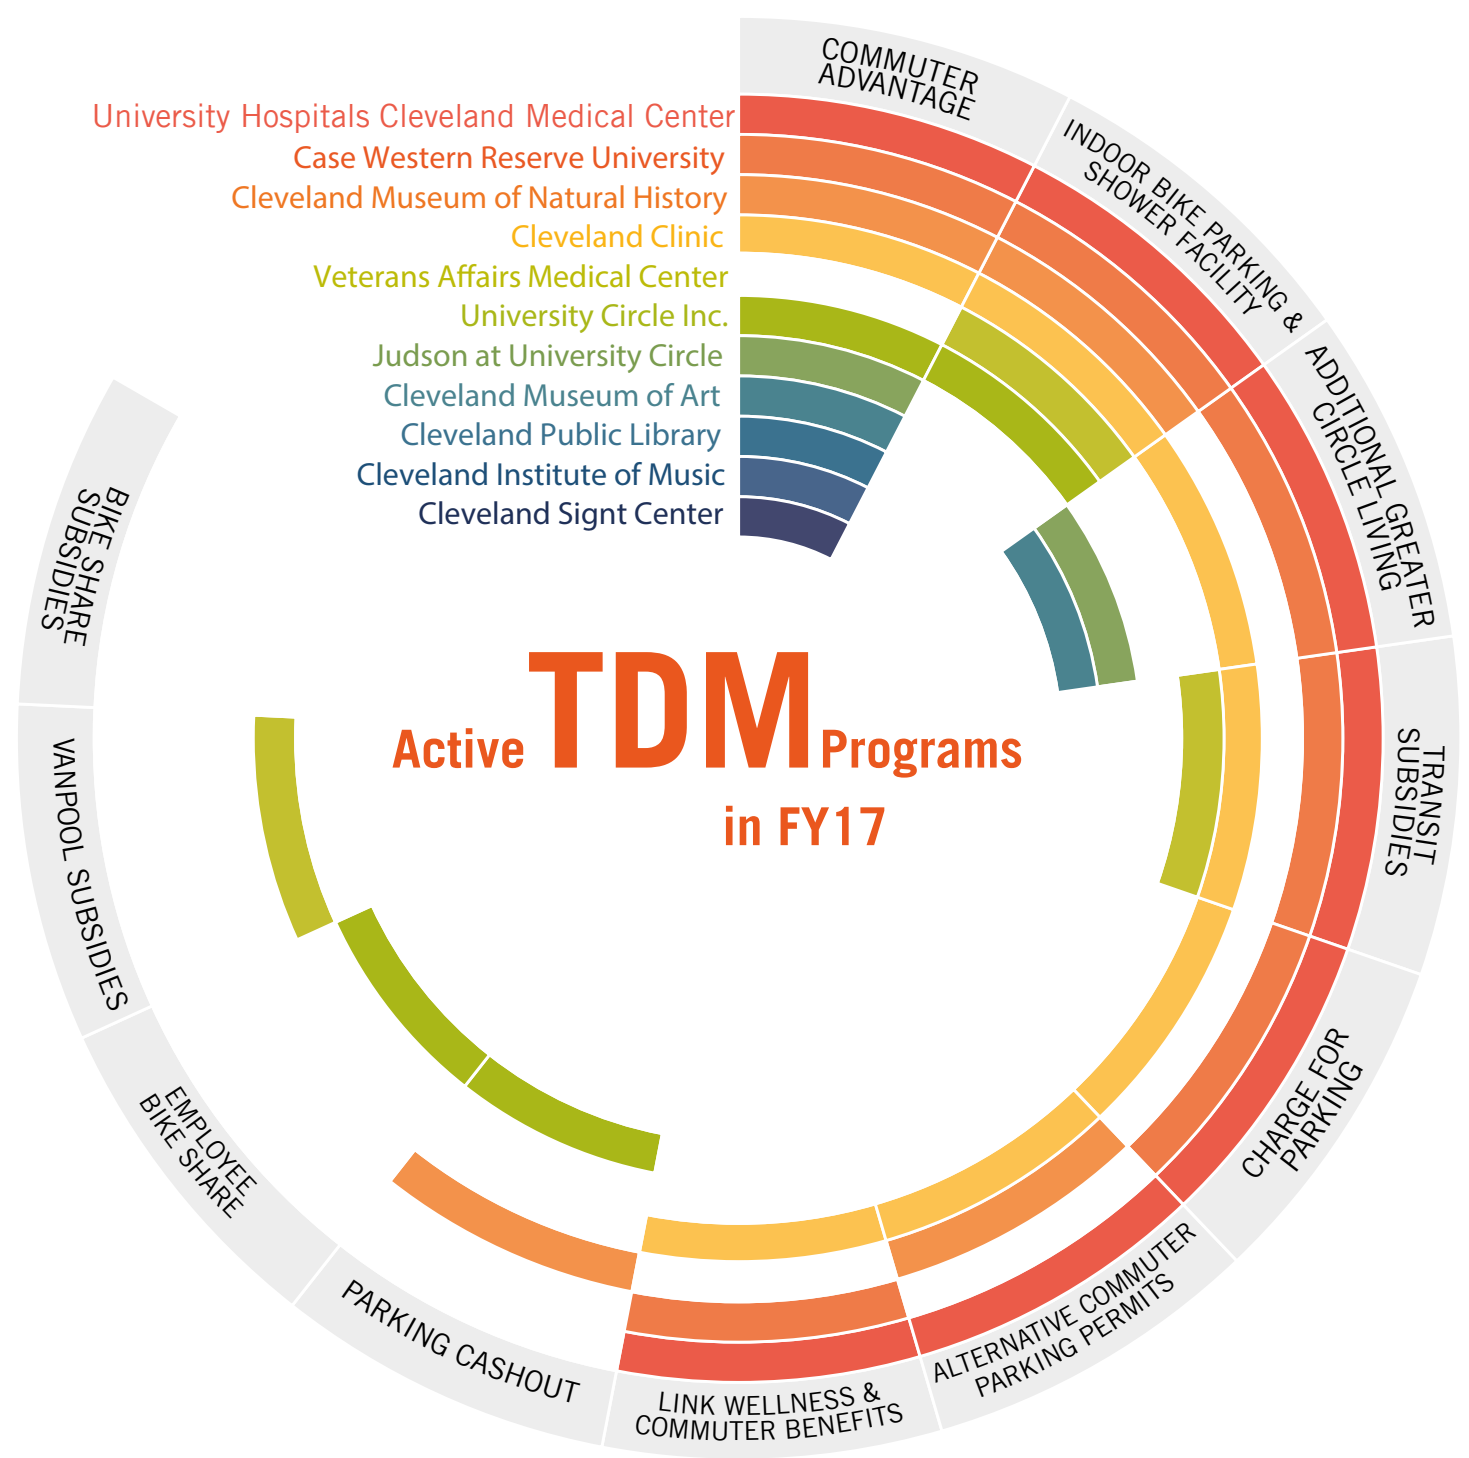 COMMUTER
ADVANTAGE
INDOOR BIKE PARKING &
SHOWER FACILITY
ADDITIONAL GREATER
CIRCLE LIVING
TRANSIT
SUBSIDIES
CHARGE FOR
PARKING
ALTERNATIVE COMMUTER
PARKING PERMITS
LINK WELLNESS &
COMMUTER BENEFITS
PARKING CASHOUT
EMPLOYEE
BIKE SHARE
VANPOOL SUBSIDIES
BIKE SHARE
SUBSIDIES
University Hospitals Cleveland Medical Center
Case Western Reserve University
Cleveland Museum of Natural History
Cleveland Clinic
Veterans Affairs Medical Center
University Circle Inc.
Judson at University Circle
Cleveland Museum of Art
Cleveland Public Library
Cleveland Institute of Music
Cleveland Signt Center
Active TDM Programs
in FY17